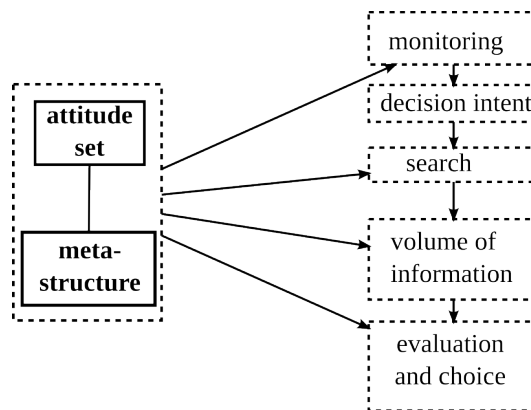 attitude
set
meta-
structure
monitoring
decision intent
search
volume of
information
evaluation
and choice